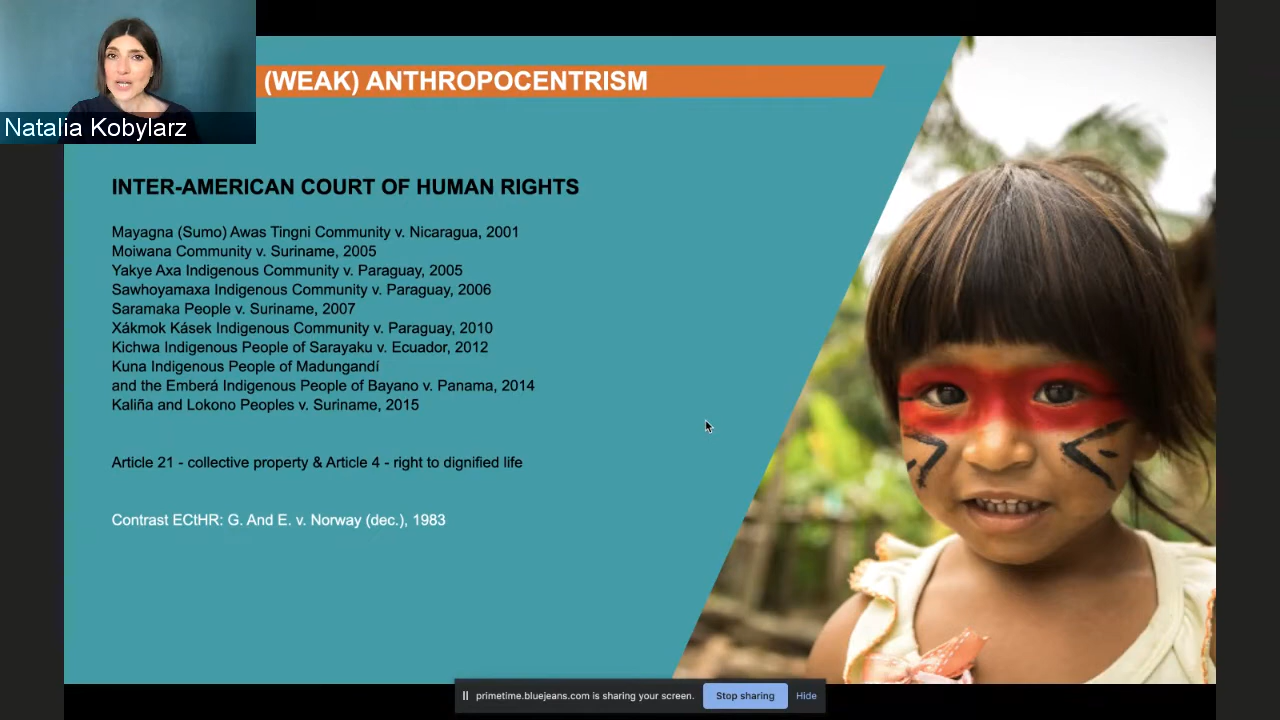 Natalia Kobylarz
(WEAK) ANTHROPOCENTRISM
INTER-AMERICAN COURT OF HUMAN RIGHTS
Mayagna (Sumo) Awas Tingni Community v. Nicaragua, 2001
Moiwana Community v. Suriname, 2005
Yakye Axa Indigenous Community v. Paraguay, 2005
Sawhoyamaxa Indigenous Community v. Paraguay, 2006
Saramaka People v. Suriname, 2007
Xákmok Kásek Indigenous Community v. Paraguay, 2010
Kichwa Indigenous People of Sarayaku v. Ecuador, 2012
Kuna Indigenous People of Madungandí
and the Emberá Indigenous People of Bayano v. Panama, 2014
Kaliña and Lokono Peoples v. Suriname, 2015
Article 21 - collective property & Article 4 - right to dignified life
Contrast ECtHR: G. And E. v. Norway (dec.), 1983
primetime.bluejeans.com is sharing your screen. Stop sharing Hide